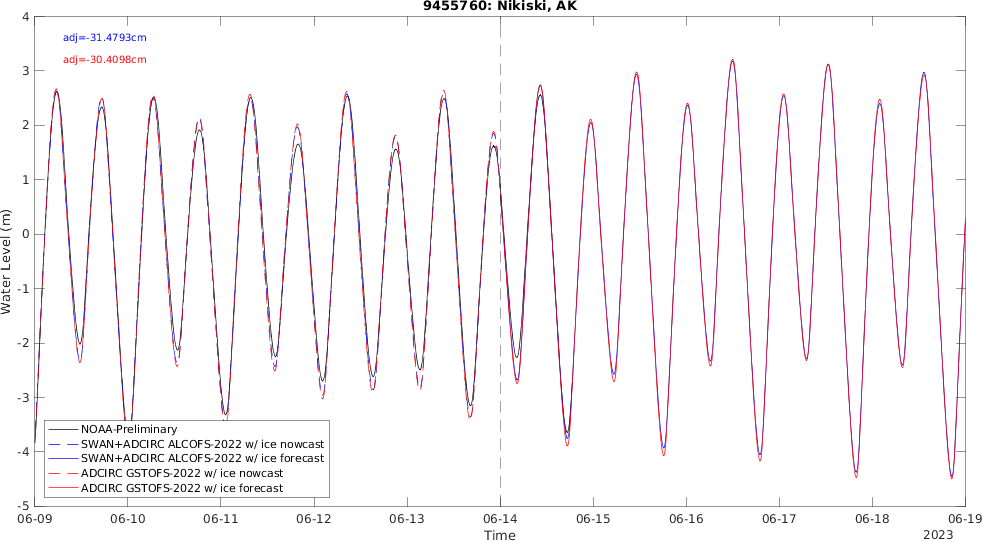 9455760: Nikiski, AK
adj=-31.4793cm
adj=-30.4098cm
Water Level (m)
4
3
2
1
0
-1
-2
-3
-4
-5
NOAA-Preliminary
SWAN+ADCIRC ALCOFS-2022 w/ ice nowcast
SWAN+ADCIRC ALCOFS-2022 w/ ice forecast
ADCIRC GSTOFS-2022 w/ ice nowcast
ADCIRC GSTOFS-2022 w/ ice forecast
06-09 06-10 06-11 06-12 06-13 06-14 06-15 06-16 06-17 06-18 06-19
Time
2023